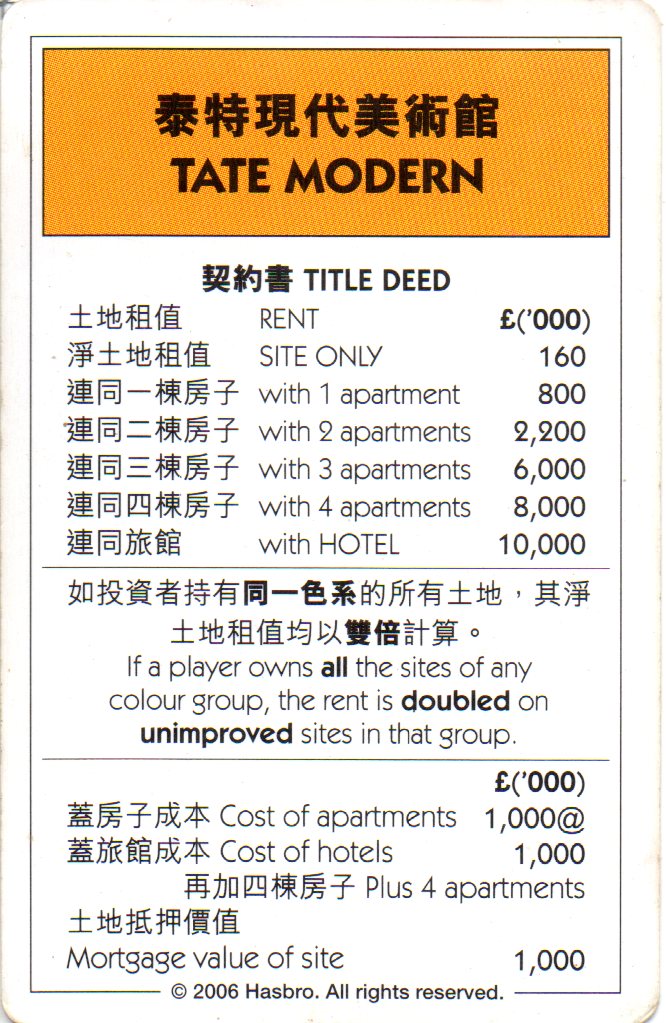 泰特現代美術館
TATE MODERN
契約書 TITLE DEED
土地租值 RENT £('000)
淨土地租值 SITE ONLY 160
連同一棟房子 with 1 apartment 800
連同二棟房子 with 2 apartments 2,200
連同三棟房子 with 3 apartments 6,000
連同四棟房子 with 4 apartments 8,000
連同旅館 with HOTEL 10,000
如投資者持有同一色系的所有土地，其淨
土地租值均以雙倍計算。
If a player owns all the sites of any
colour group, the rent is doubled on
unimproved sites in that group.
£('000)
蓋房子成本 Cost of apartments 1,000@
蓋旅館成本 Cost of hotels 1,000
再加四棟房子 Plus 4 apartments
土地抵押價值
Mortgage value of site 1,000
© 2006 Hasbro. All rights reserved.